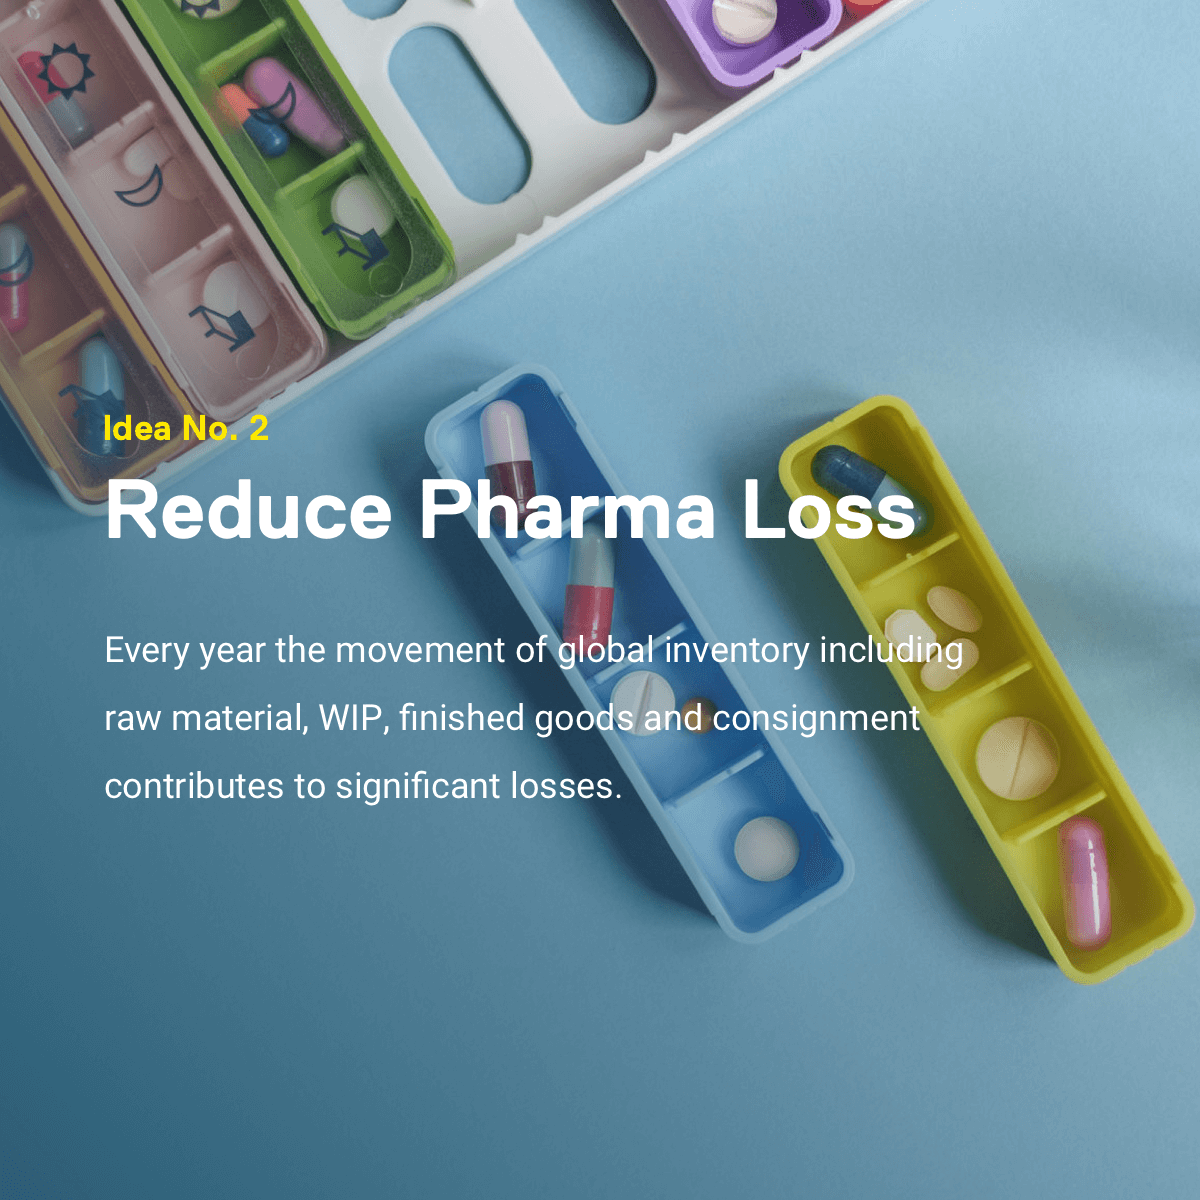 Idea No. 2
Reduce Pharma Loss
Every year the movement of global inventory including
raw material, WIP, finished goods and consignment
contributes to significant losses.